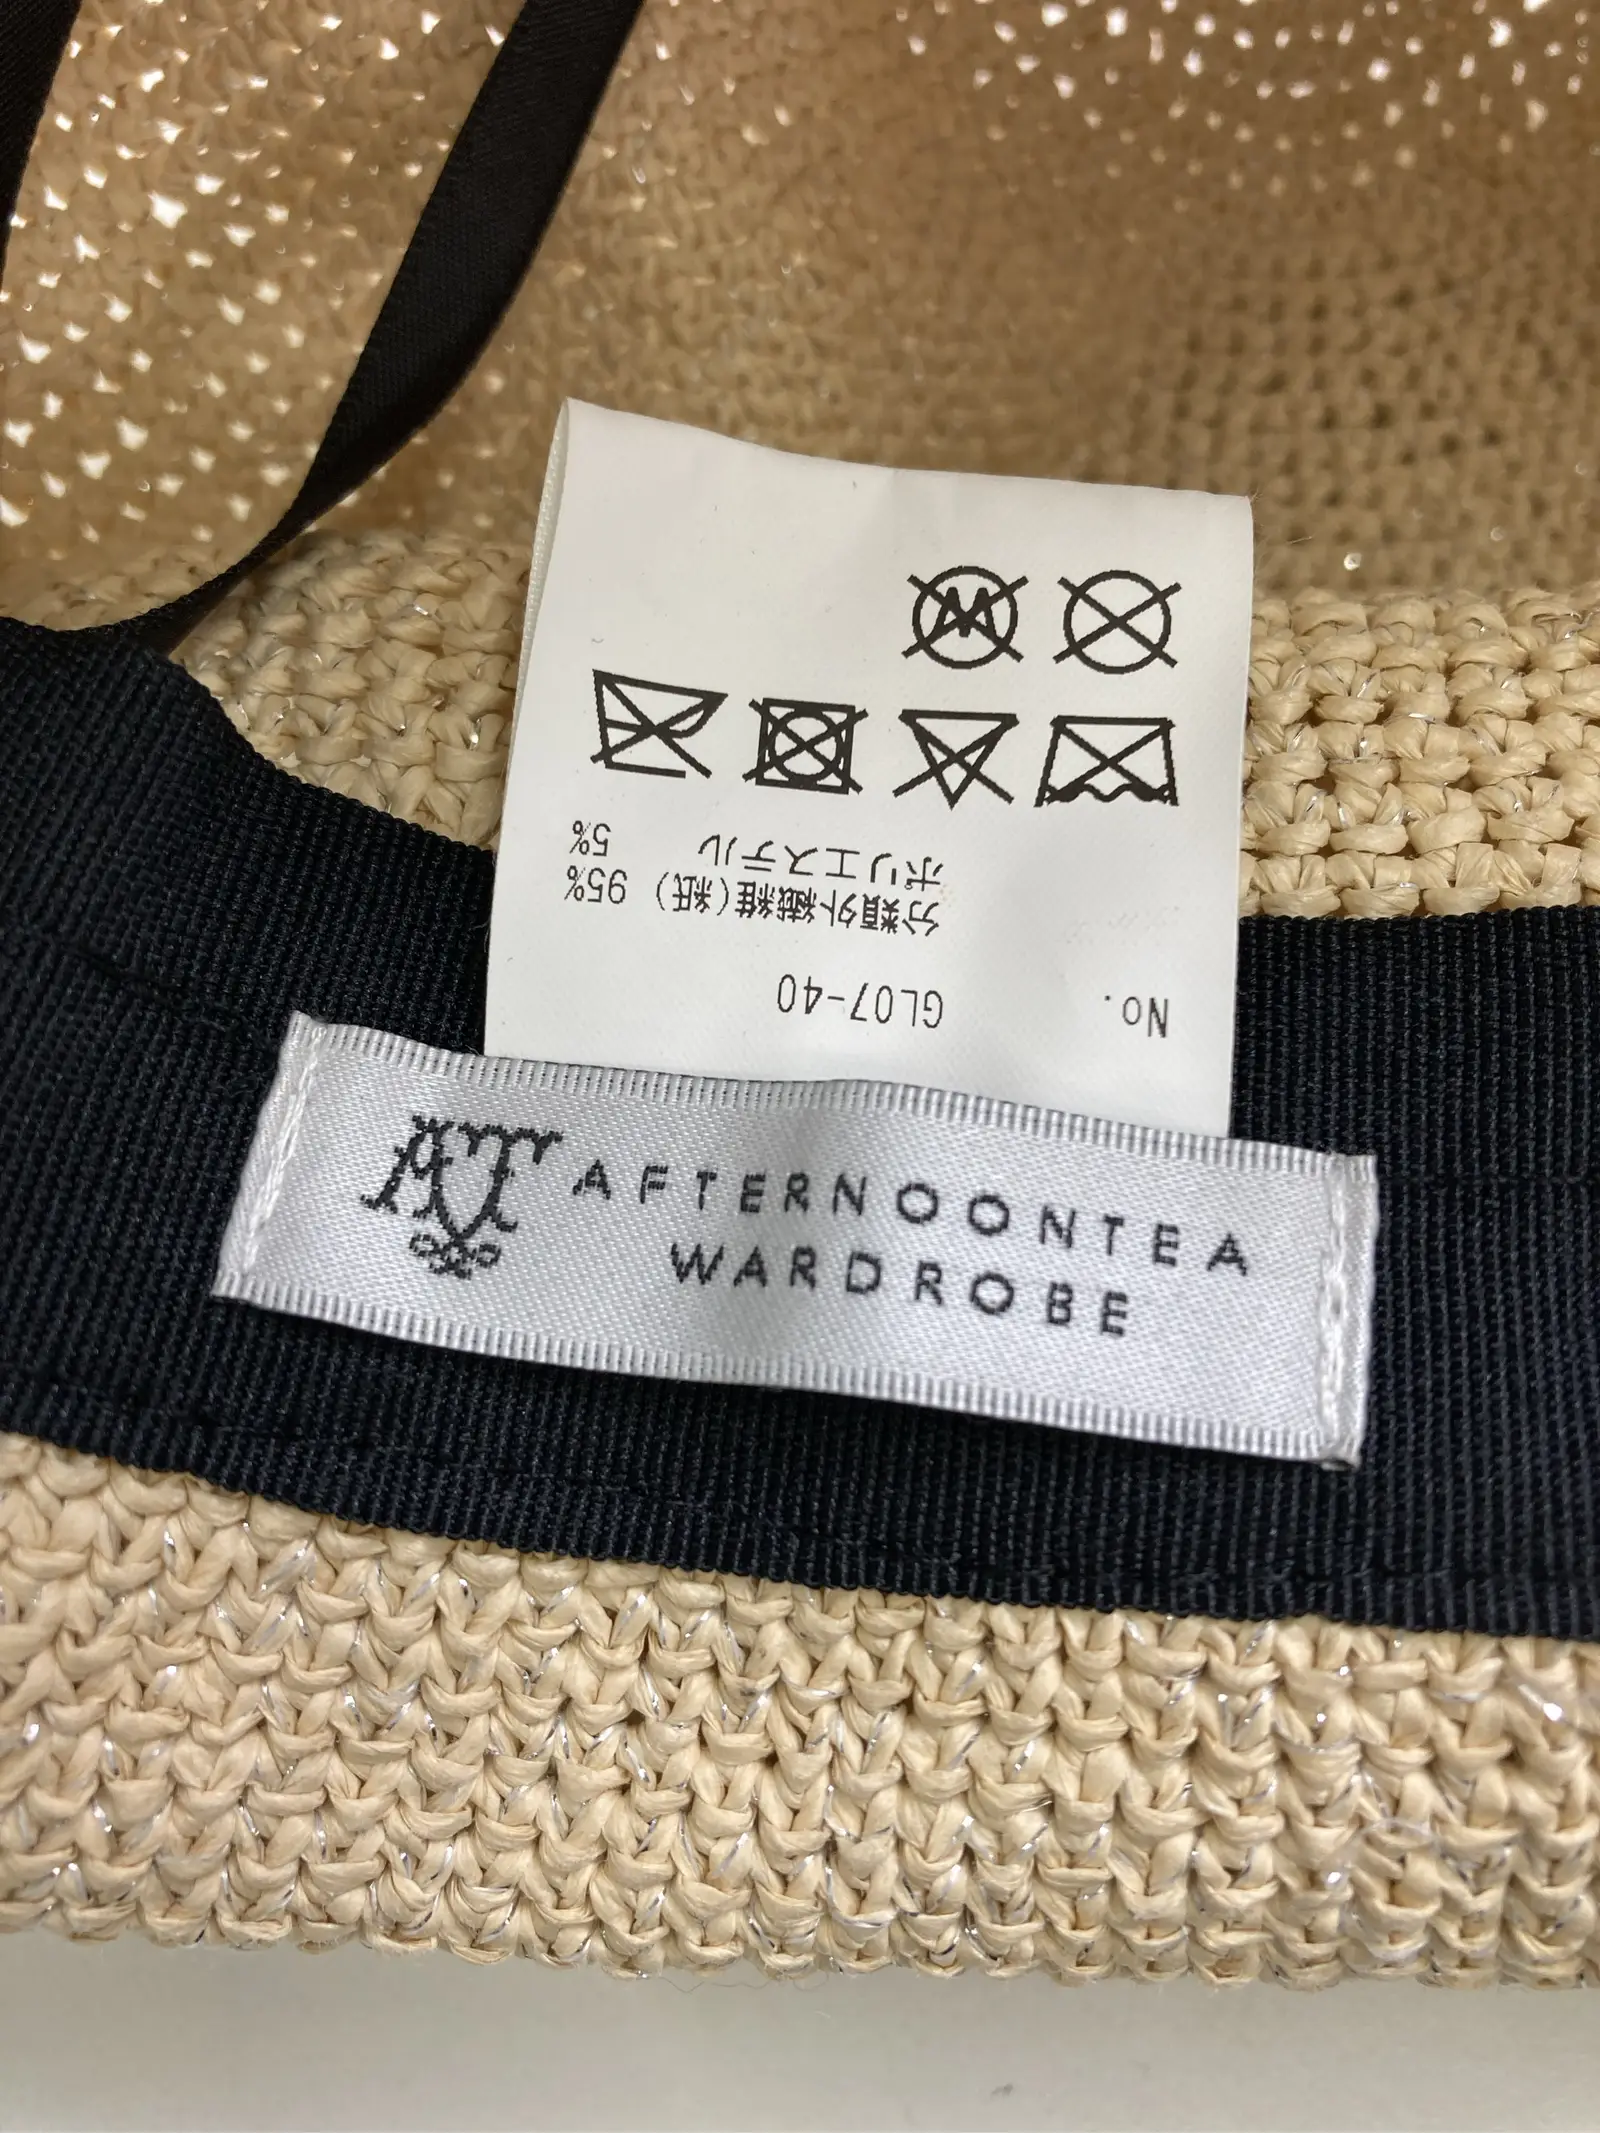 No. GL07-40
分類外繊維(紙) 95%
ポリエステル 5%
AT AFTERNOONTEA
WARDROBE